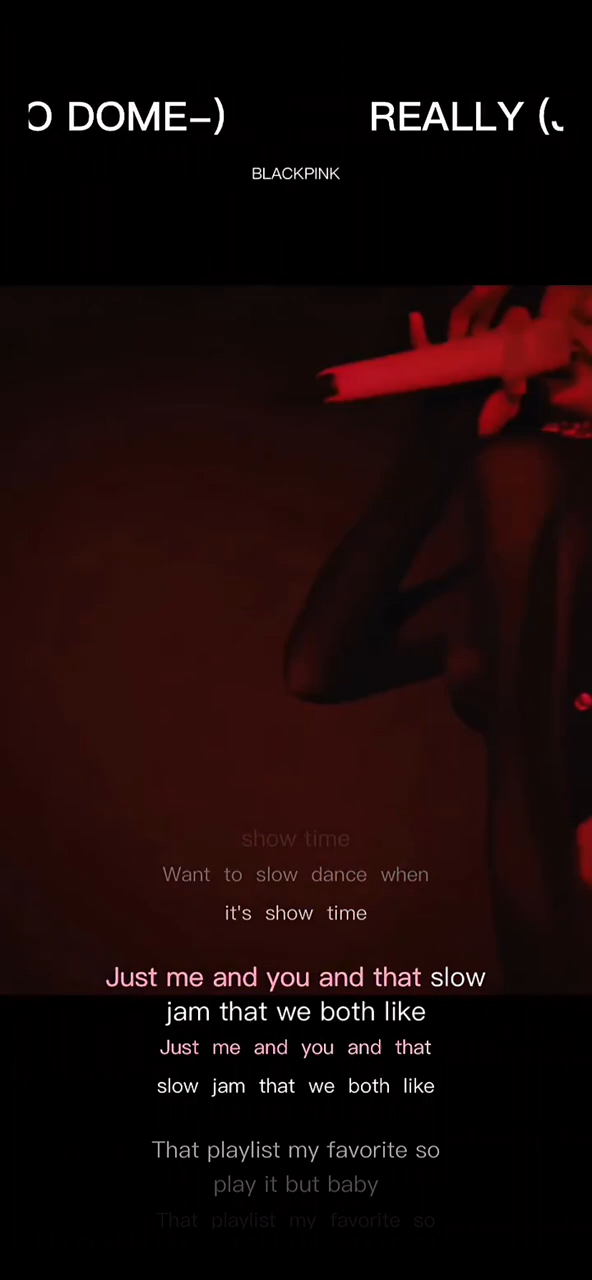 O DOME-) REALLY (J
BLACKPINK
show time
Want to slow dance when
it's show time
Just me and you and that slow
jam that we both like
Just me and you and that
slow jam that we both like
That playlist my favorite so
play it but baby
That playlist my favorite so